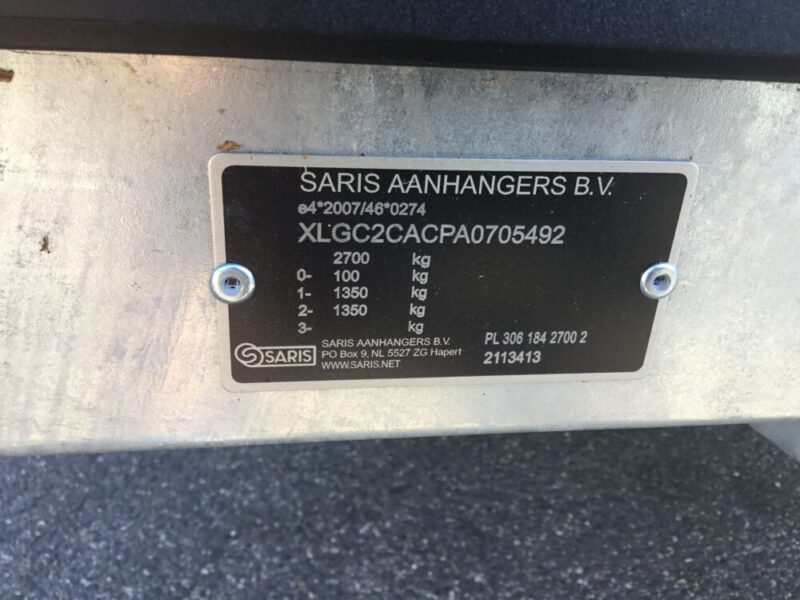 SARIS AANHANGERS B.V.
e4*2007/46*0274
XLGC2CACPA0705492
2700 kg
0- 100 kg
1- 1350 kg
2- 1350 kg
3- kg
SARIS
SARIS AANHANGERS B.V.
PO Box 9, NL 5527 ZG Hapert
WWW.SARIS.NET
PL 306 184 2700 2
2113413